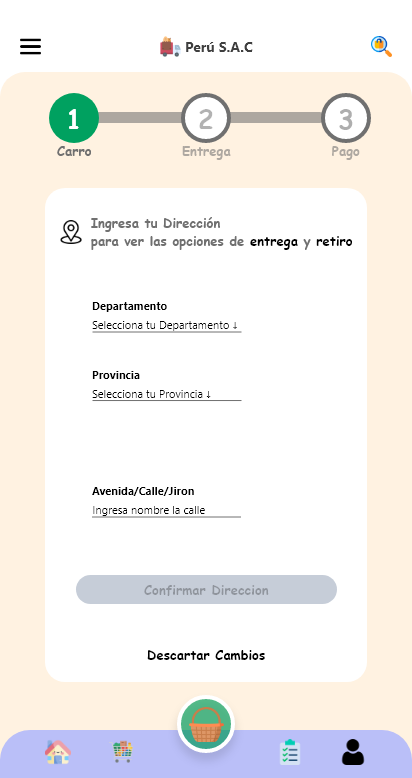 Perú S.A.C
1 2 3
Carro Entrega Pago
Ingresa tu Dirección
para ver las opciones de entrega y retiro
Departamento
Selecciona tu Departamento ↓
Provincia
Selecciona tu Provincia ↓
Avenida/Calle/Jiron
Ingresa nombre la calle
Confirmar Direccion
Descartar Cambios